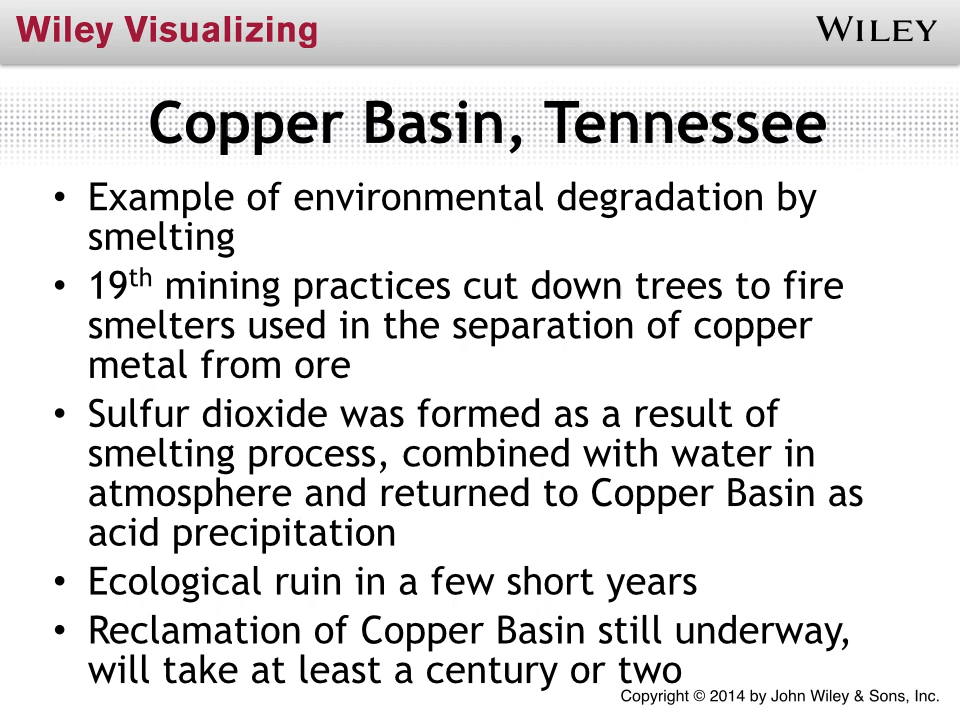 Wiley Visualizing
WILEY
Copper Basin, Tennessee
• Example of environmental degradation by
smelting
• 19th mining practices cut down trees to fire
smelters used in the separation of copper
metal from ore
• Sulfur dioxide was formed as a result of
smelting process, combined with water in
atmosphere and returned to Copper Basin as
acid precipitation
• Ecological ruin in a few short years
• Reclamation of Copper Basin still underway,
will take at least a century or two
Copyright © 2014 by John Wiley & Sons, Inc.